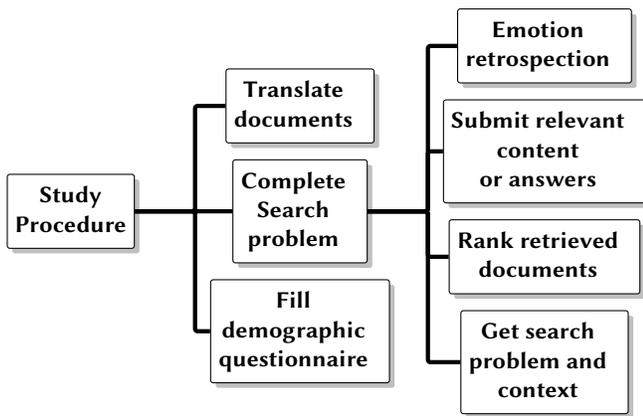 Study
Procedure
Translate
documents
Complete
Search
problem
Fill
demographic
questionnaire
Emotion
retrospection
Submit relevant
content
or answers
Rank retrieved
documents
Get search
problem and
context